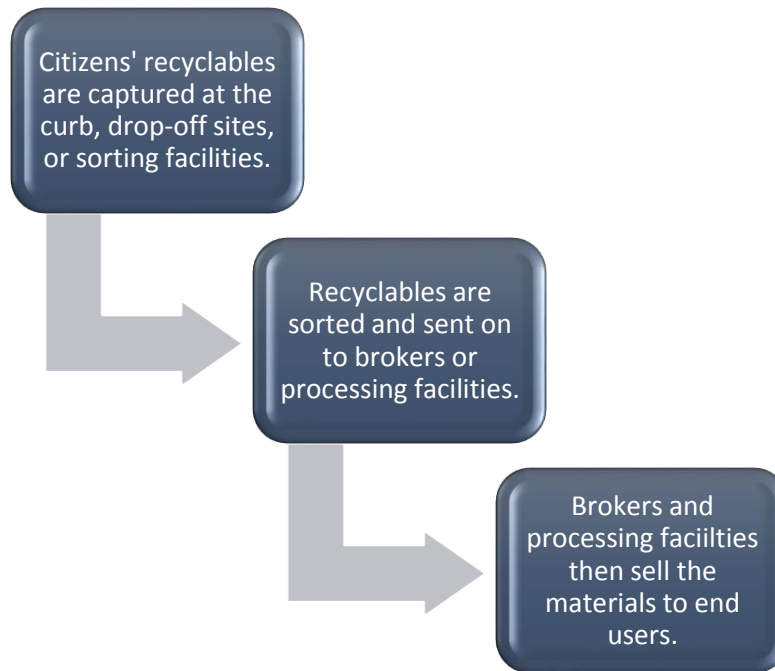 Citizens' recyclables
are captured at the
curb, drop-off sites,
or sorting facilities.
Recyclables are
sorted and sent on
to brokers or
processing facilities.
Brokers and
processing faciilties
then sell the
materials to end
users.